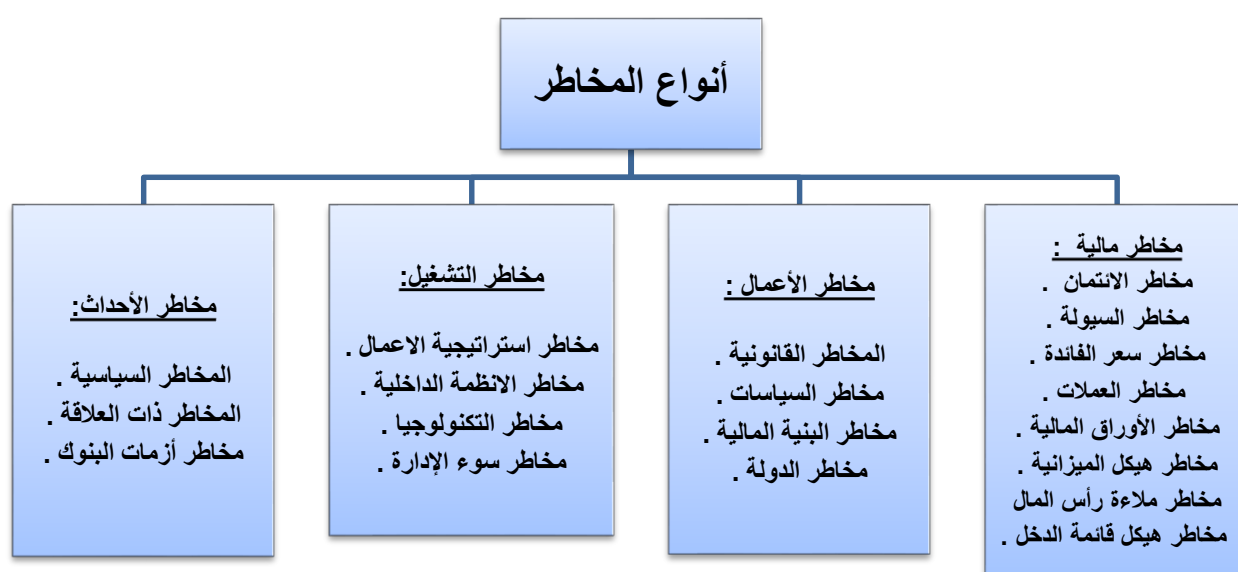 أنواع المخاطر
مخاطر مالية :
مخاطر الائتمان .
مخاطر السيولة .
مخاطر سعر الفائدة .
مخاطر العملات .
مخاطر الأوراق المالية .
مخاطر هيكل الميزانية .
مخاطر ملاءة رأس المال
مخاطر هيكل قائمة الدخل .
مخاطر الأعمال :
المخاطر القانونية .
مخاطر السياسات .
مخاطر البنية المالية .
مخاطر الدولة .
مخاطر التشغيل:
مخاطر استراتيجية الاعمال .
مخاطر الانظمة الداخلية .
مخاطر التكنولوجيا .
مخاطر سوء الإدارة .
مخاطر الأحداث:
المخاطر السياسية .
المخاطر ذات العلاقة .
مخاطر أزمات البنوك .